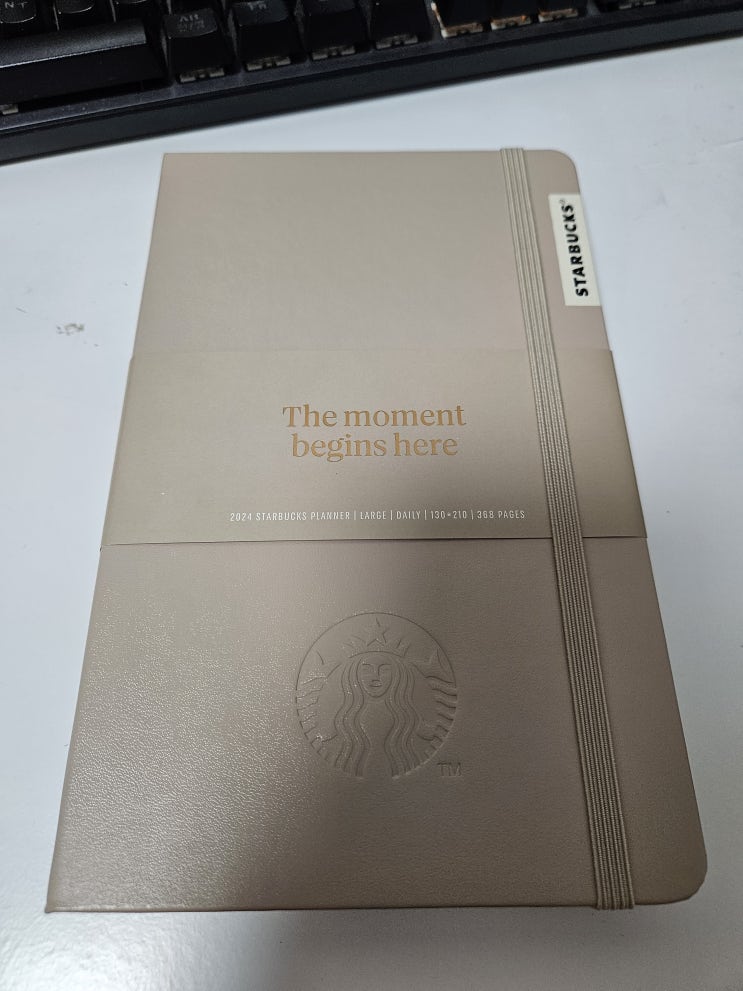 STARBUCKS®
The moment
begins here
2024 STARBUCKS PLANNER | LARGE | DAILY | 130×210 | 368 PAGES
TM